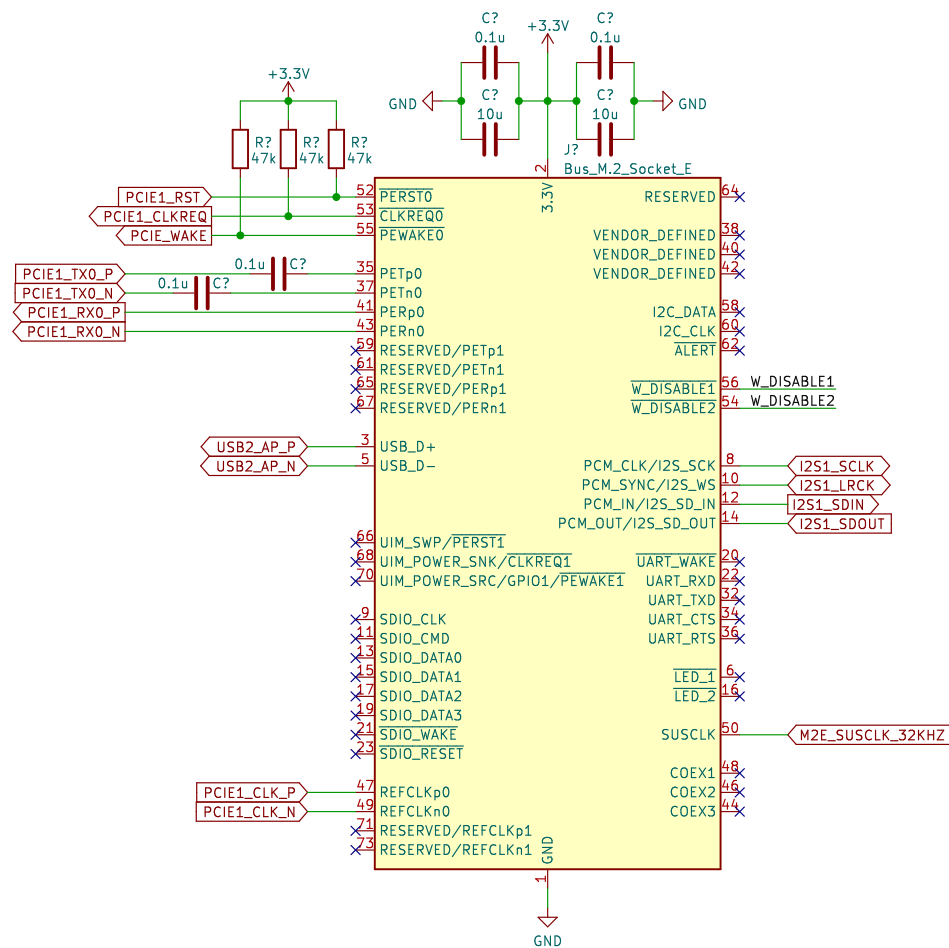 C?
0.1u
+3.3V
C?
0.1u
+3.3V
GND
C?
10u
C?
10u
GND
R?
47k
R?
47k
R?
47k
J?
Bus_M.2_Socket_E
2
3.3V
PCIE1_RST
52
PERST0
PCIE1_CLKREQ
53
CLKREQ0
PCIE_WAKE
55
PEWAKE0
PCIE1_TX0_P
0.1u
C?
35
PETp0
PCIE1_TX0_N
0.1u
C?
37
PETn0
PCIE1_RX0_P
41
PERp0
PCIE1_RX0_N
43
PERn0
59
RESERVED/PETp1
61
RESERVED/PETn1
65
RESERVED/PERp1
67
RESERVED/PERn1
USB2_AP_P
3
USB_D+
USB2_AP_N
5
USB_D-
66
UIM_SWP/PERST1
68
UIM_POWER_SNK/CLKREQ1
70
UIM_POWER_SRC/GPIO1/PEWAKE1
9
SDIO_CLK
11
SDIO_CMD
13
SDIO_DATA0
15
SDIO_DATA1
17
SDIO_DATA2
19
SDIO_DATA3
21
SDIO_WAKE
23
SDIO_RESET
PCIE1_CLK_P
47
REFCLKp0
PCIE1_CLK_N
49
REFCLKn0
71
RESERVED/REFCLKp1
73
RESERVED/REFCLKn1
RESERVED
64
VENDOR_DEFINED
38
VENDOR_DEFINED
40
VENDOR_DEFINED
42
I2C_DATA
58
I2C_CLK
60
ALERT
62
W_DISABLE1
56
W_DISABLE1
W_DISABLE2
54
W_DISABLE2
PCM_CLK/I2S_SCK
8
I2S1_SCLK
PCM_SYNC/I2S_WS
10
I2S1_LRCK
PCM_IN/I2S_SD_IN
12
I2S1_SDIN
PCM_OUT/I2S_SD_OUT
14
I2S1_SDOUT
UART_WAKE
20
UART_RXD
22
UART_TXD
32
UART_CTS
34
UART_RTS
36
LED_1
6
LED_2
16
SUSCLK
50
M2E_SUSCLK_32KHZ
COEX1
48
COEX2
46
COEX3
44
GND
1
GND